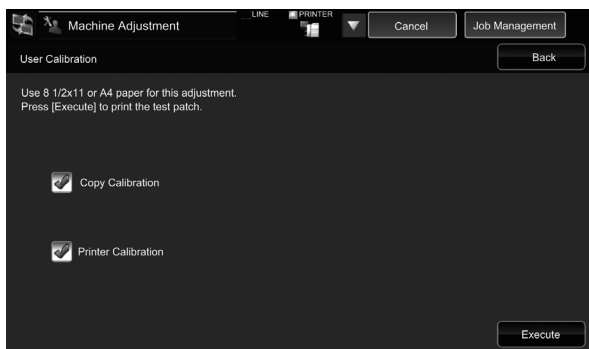 Machine Adjustment
LINE
PRINTER
Cancel
Job Management
User Calibration
Back
Use 8 1/2x11 or A4 paper for this adjustment.
Press [Execute] to print the test patch.
Copy Calibration
Printer Calibration
Execute